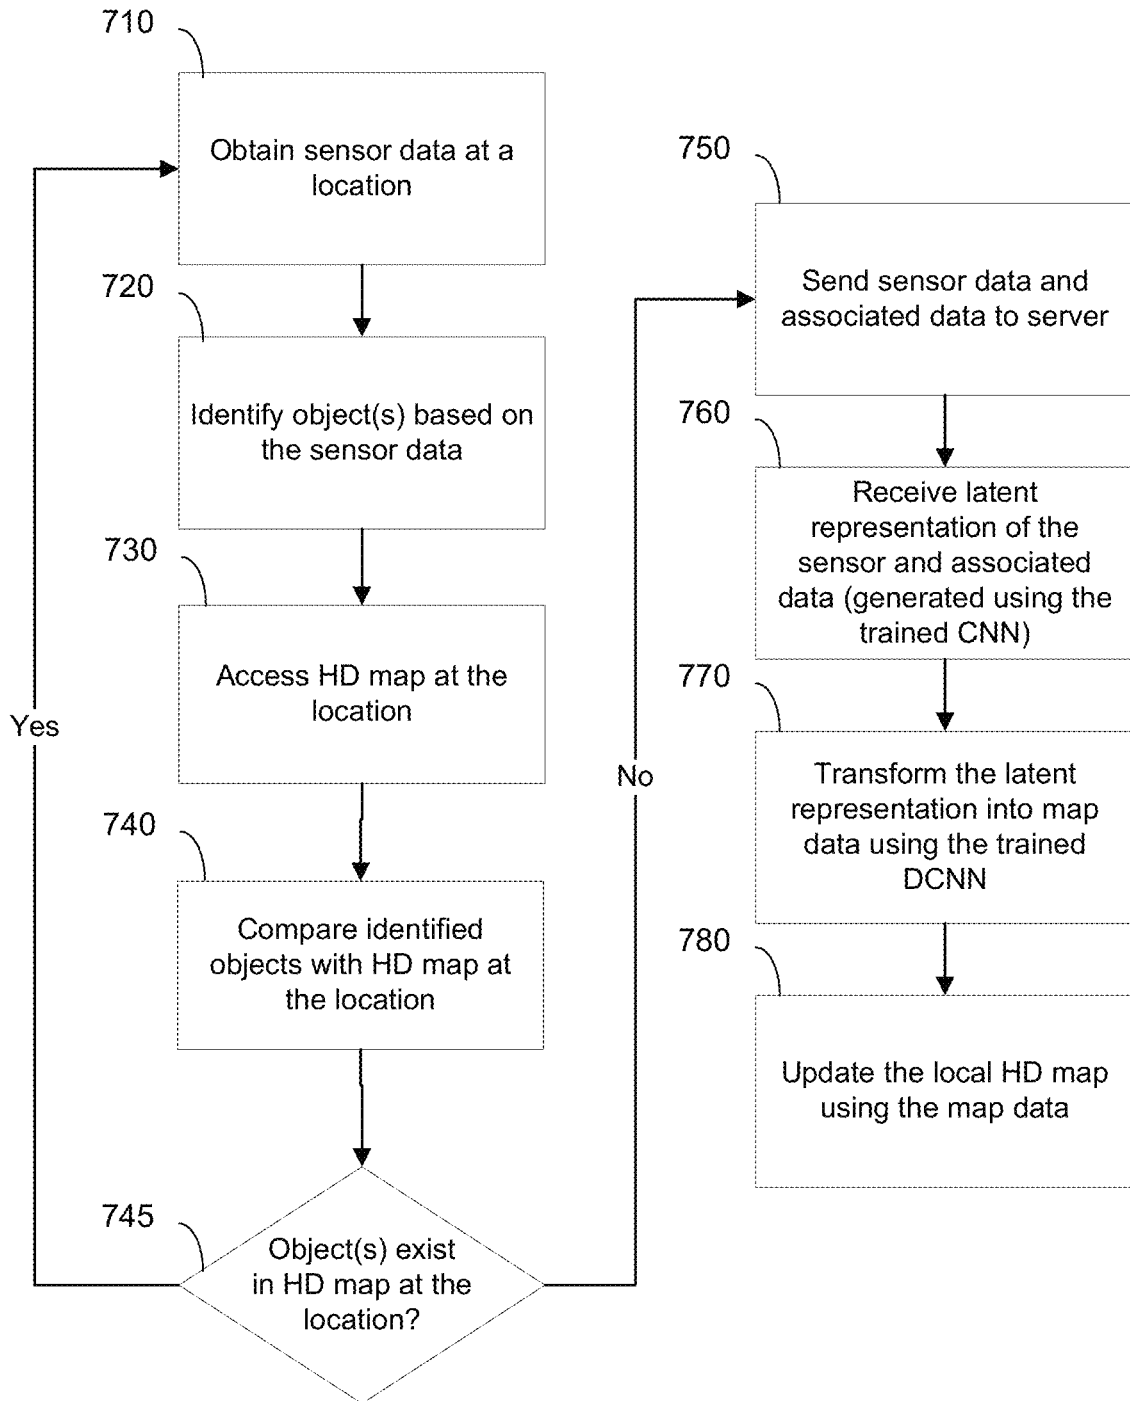 710
Obtain sensor data at a
location
720
Identify object(s) based on
the sensor data
730
Access HD map at the
location
740
Compare identified
objects with HD map at
the location
745
Object(s) exist
in HD map at the
location?
Yes
No
750
Send sensor data and
associated data to server
760
Receive latent
representation of the
sensor and associated
data (generated using the
trained CNN)
770
Transform the latent
representation into map
data using the trained
DCNN
780
Update the local HD map
using the map data